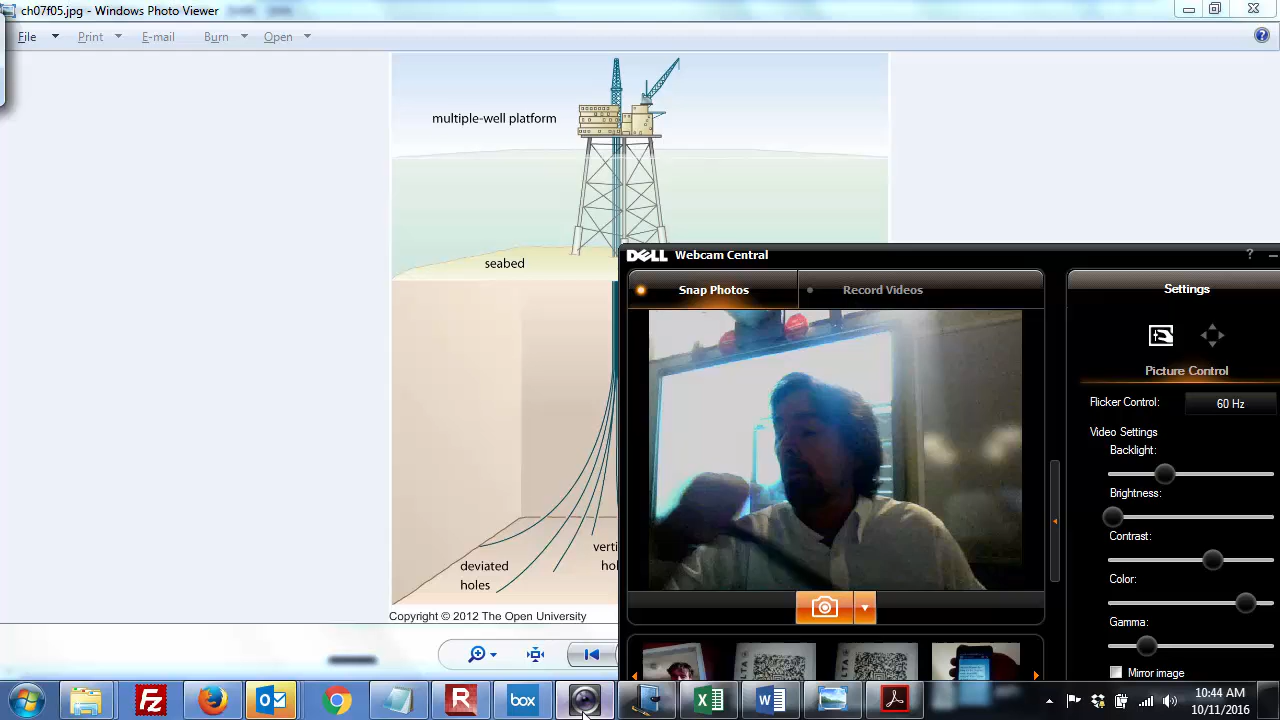 ch07f05.jpg - Windows Photo Viewer
File Print E-mail Burn Open
multiple-well platform
seabed
deviated
holes
Copyright © 2012 The Open University
DELL Webcam Central
Snap Photos Record Videos
Settings
Picture Control
Flicker Control: 60 Hz
Video Settings
Backlight:
Brightness:
Contrast:
Color:
Gamma:
Mirror image
box
10:44 AM
10/11/2016